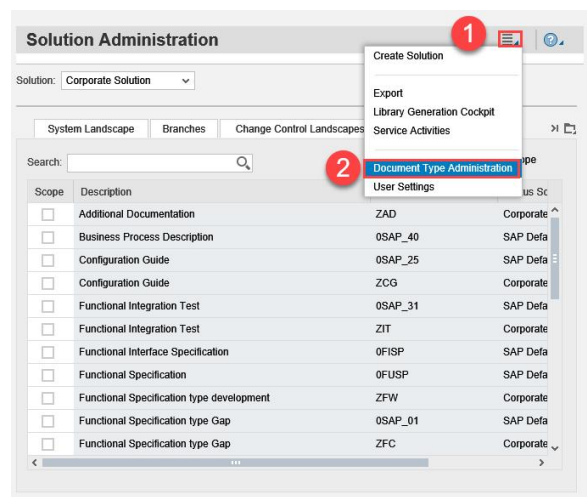 Solution Administration
1
Create Solution
Export
Library Generation Cockpit
Service Activities
2
Document Type Administration
User Settings
Solution: Corporate Solution
System Landscape Branches Change Control Landscapes
Search: ope
Scope Description us Sc
Additional Documentation ZAD Corporate
Business Process Description 0SAP_40 SAP Defa
Configuration Guide 0SAP_25 SAP Defa
Configuration Guide ZCG Corporate
Functional Integration Test 0SAP_31 SAP Defa
Functional Integration Test ZIT Corporate
Functional Interface Specification 0FISP SAP Defa
Functional Specification 0FUSP SAP Defa
Functional Specification type development ZFW Corporate
Functional Specification type Gap 0SAP_01 SAP Defa
Functional Specification type Gap ZFC Corporate